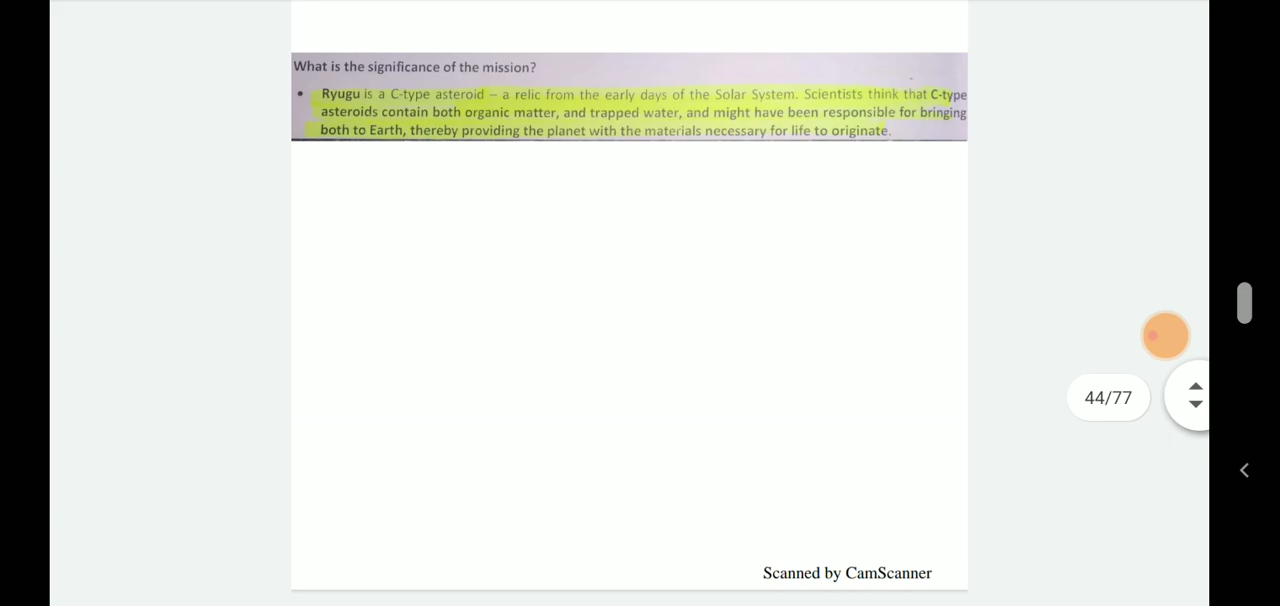 What is the significance of the mission?
• Ryugu is a C-type asteroid – a relic from the early days of the Solar System. Scientists think that C-type
asteroids contain both organic matter, and trapped water, and might have been responsible for bringing
both to Earth, thereby providing the planet with the materials necessary for life to originate.
44/77
Scanned by CamScanner